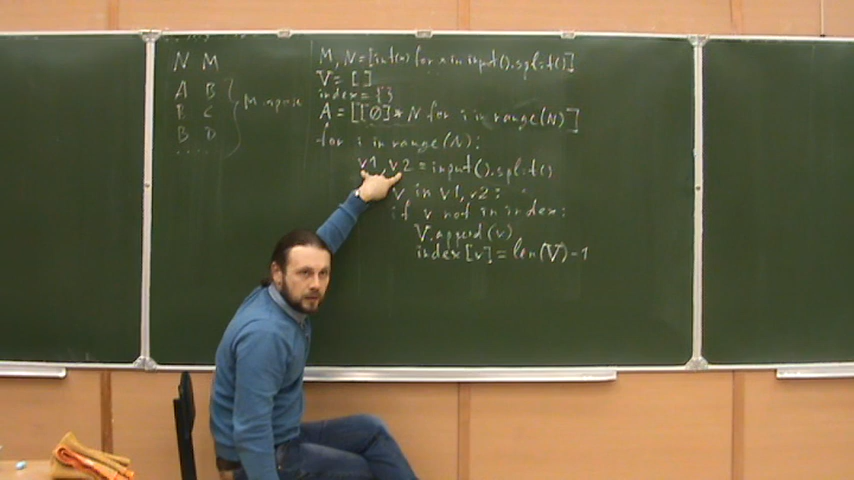 N M
A B
B C
B D
. . . . .
M
M, N = [int(x) for x in input().split()]
V = [ ]
index = { }
A = [[0] * N for i in range(N)]
for i in range(N):
v1, v2 = input().split()
v in v1, v2:
if v not in index:
V.append(v)
index[v] = len(V) - 1